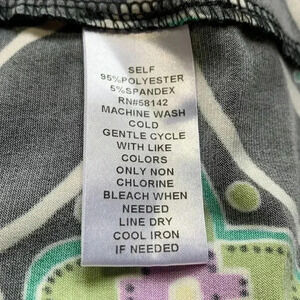 SELF
95%POLYESTER
5%SPANDEX
RN#58142
MACHINE WASH
COLD
GENTLE CYCLE
WITH LIKE
COLORS
ONLY NON
CHLORINE
BLEACH WHEN
NEEDED
LINE DRY
COOL IRON
IF NEEDED